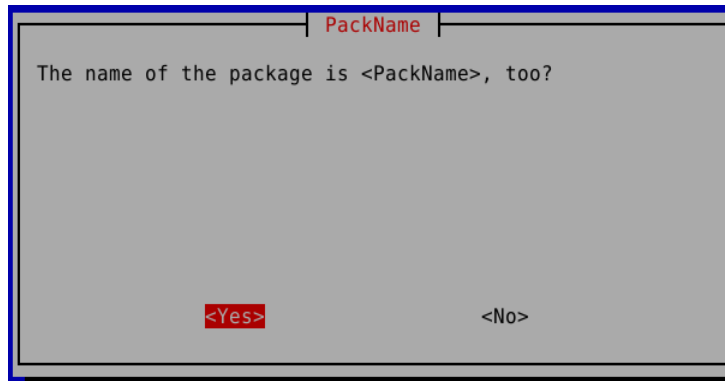 PackName
The name of the package is <PackName>, too?
<Yes> <No>